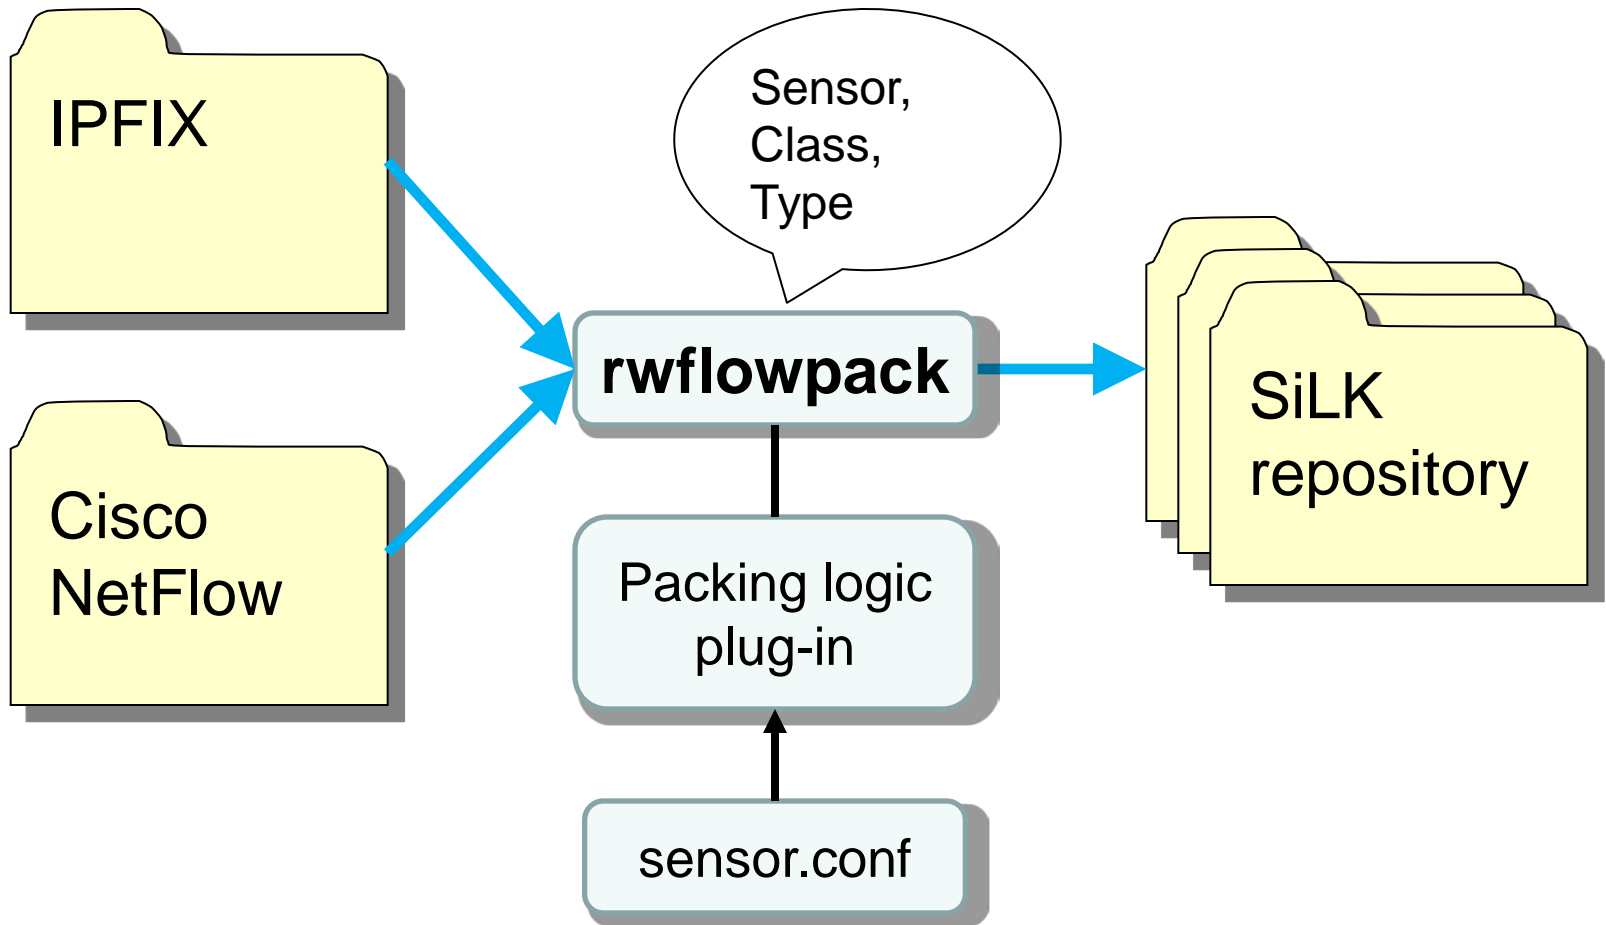 IPFIX
Sensor,
Class,
Type
rwflowpack
SiLK
repository
Cisco
NetFlow
Packing logic
plug-in
sensor.conf